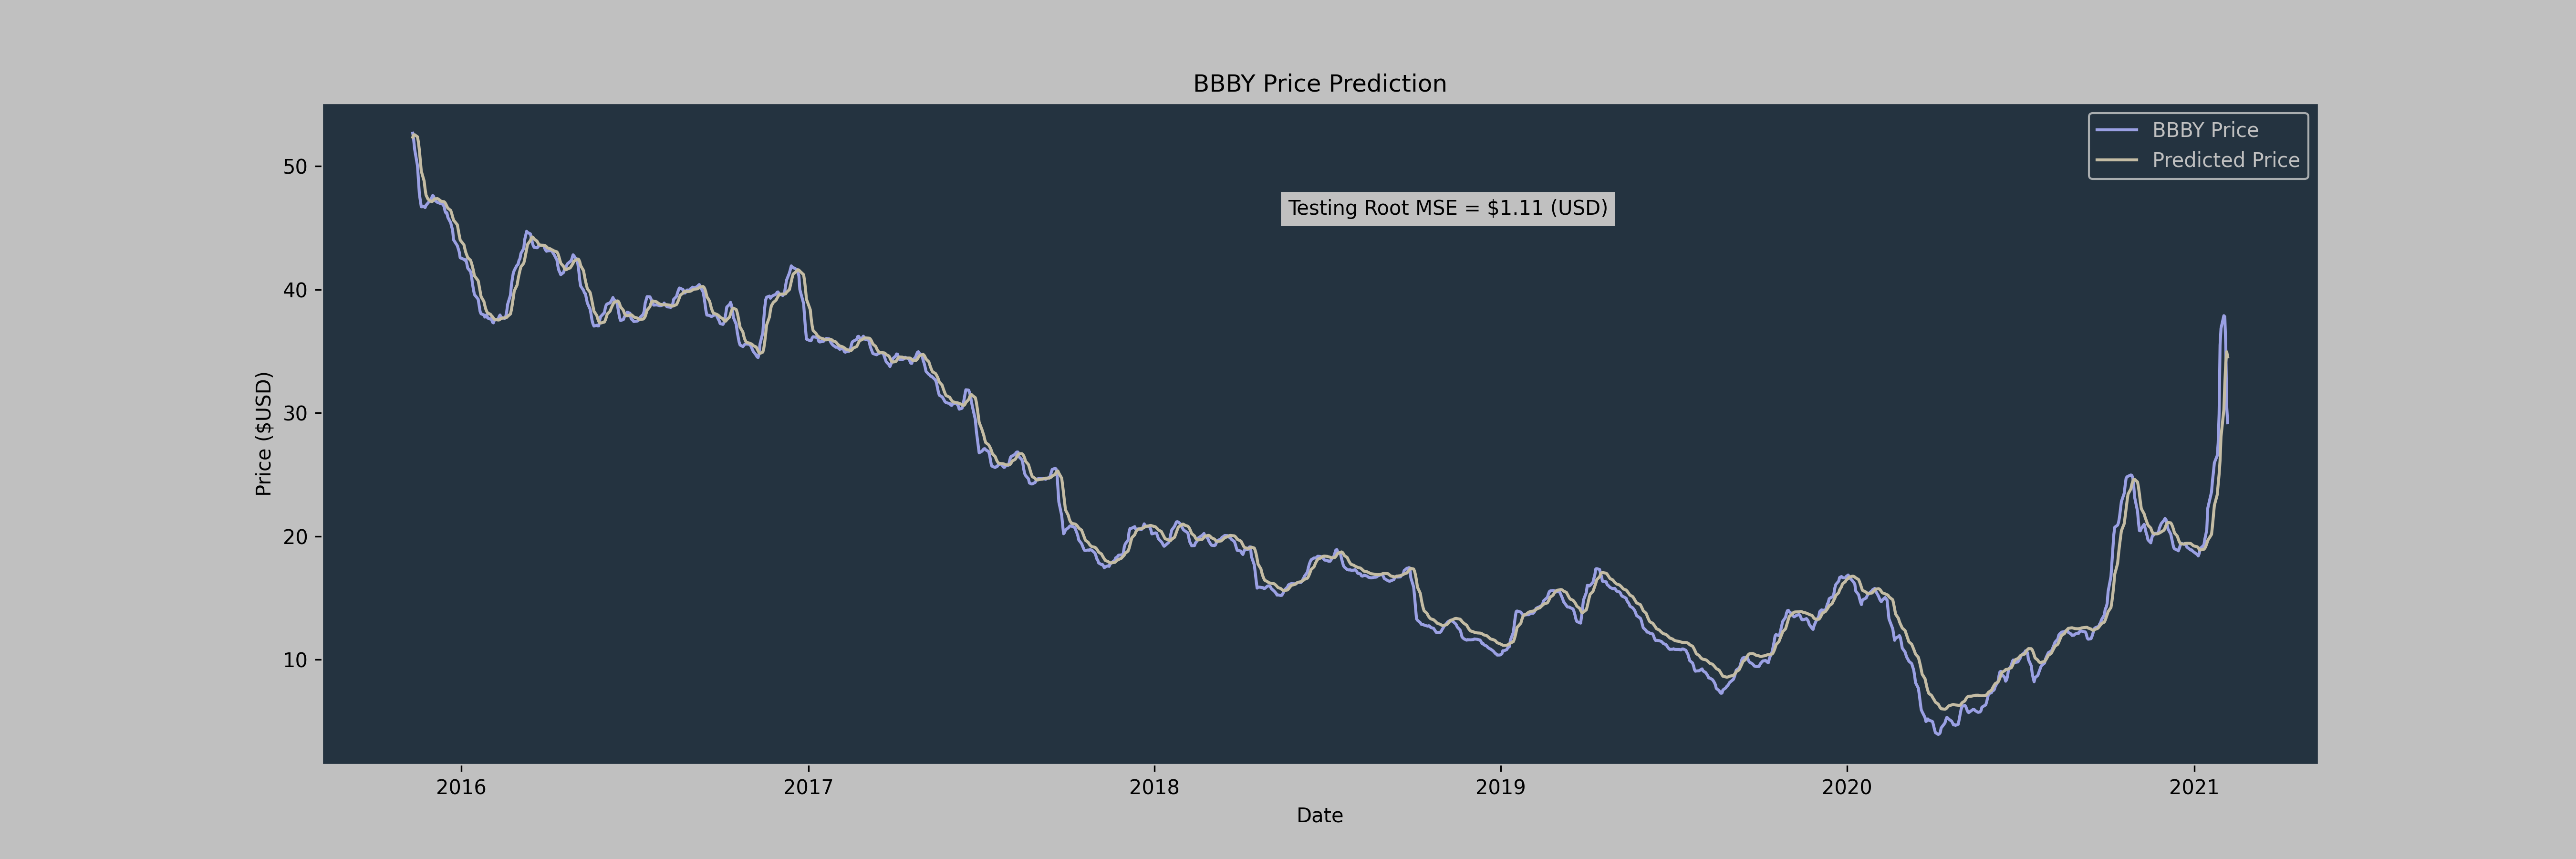 BBBY Price Prediction
BBBY Price
Predicted Price
Testing Root MSE = $1.11 (USD)
Price ($USD)
50
40
30
20
10
2016
2017
2018
2019
2020
2021
Date